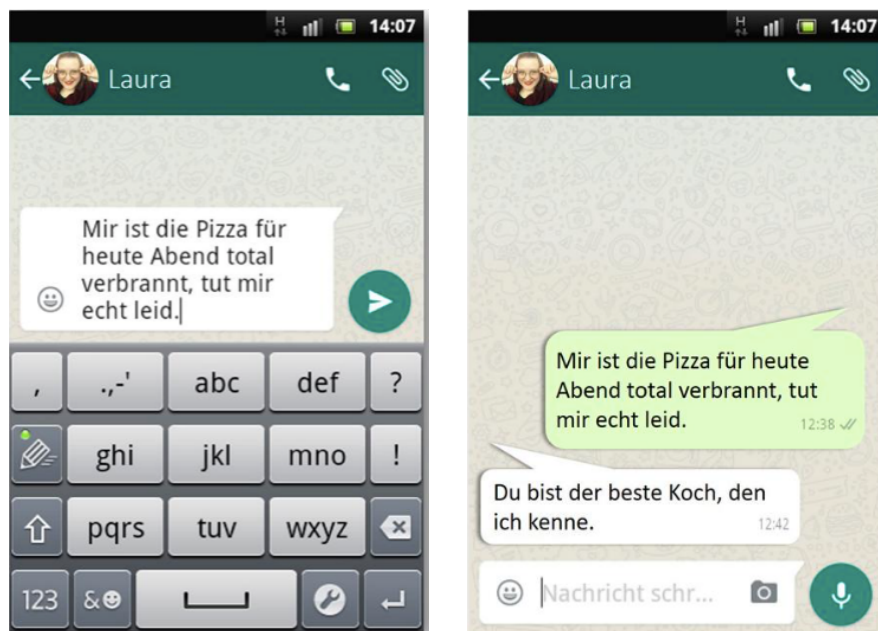 H 14:07
Laura
Mir ist die Pizza für
heute Abend total
verbrannt, tut mir
echt leid.
, .,-' abc def ?
ghi jkl mno !
pqrs tuv wxyz
123 &
H 14:07
Laura
Mir ist die Pizza für heute
Abend total verbrannt, tut
mir echt leid. 12:38
Du bist der beste Koch, den
ich kenne. 12:42
Nachricht schr...